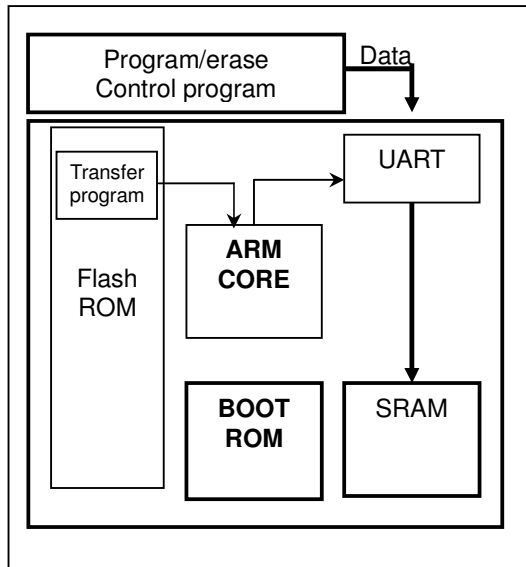 Program/erase
Control program
Data
UART
Transfer
program
ARM
CORE
Flash
ROM
BOOT
ROM
SRAM